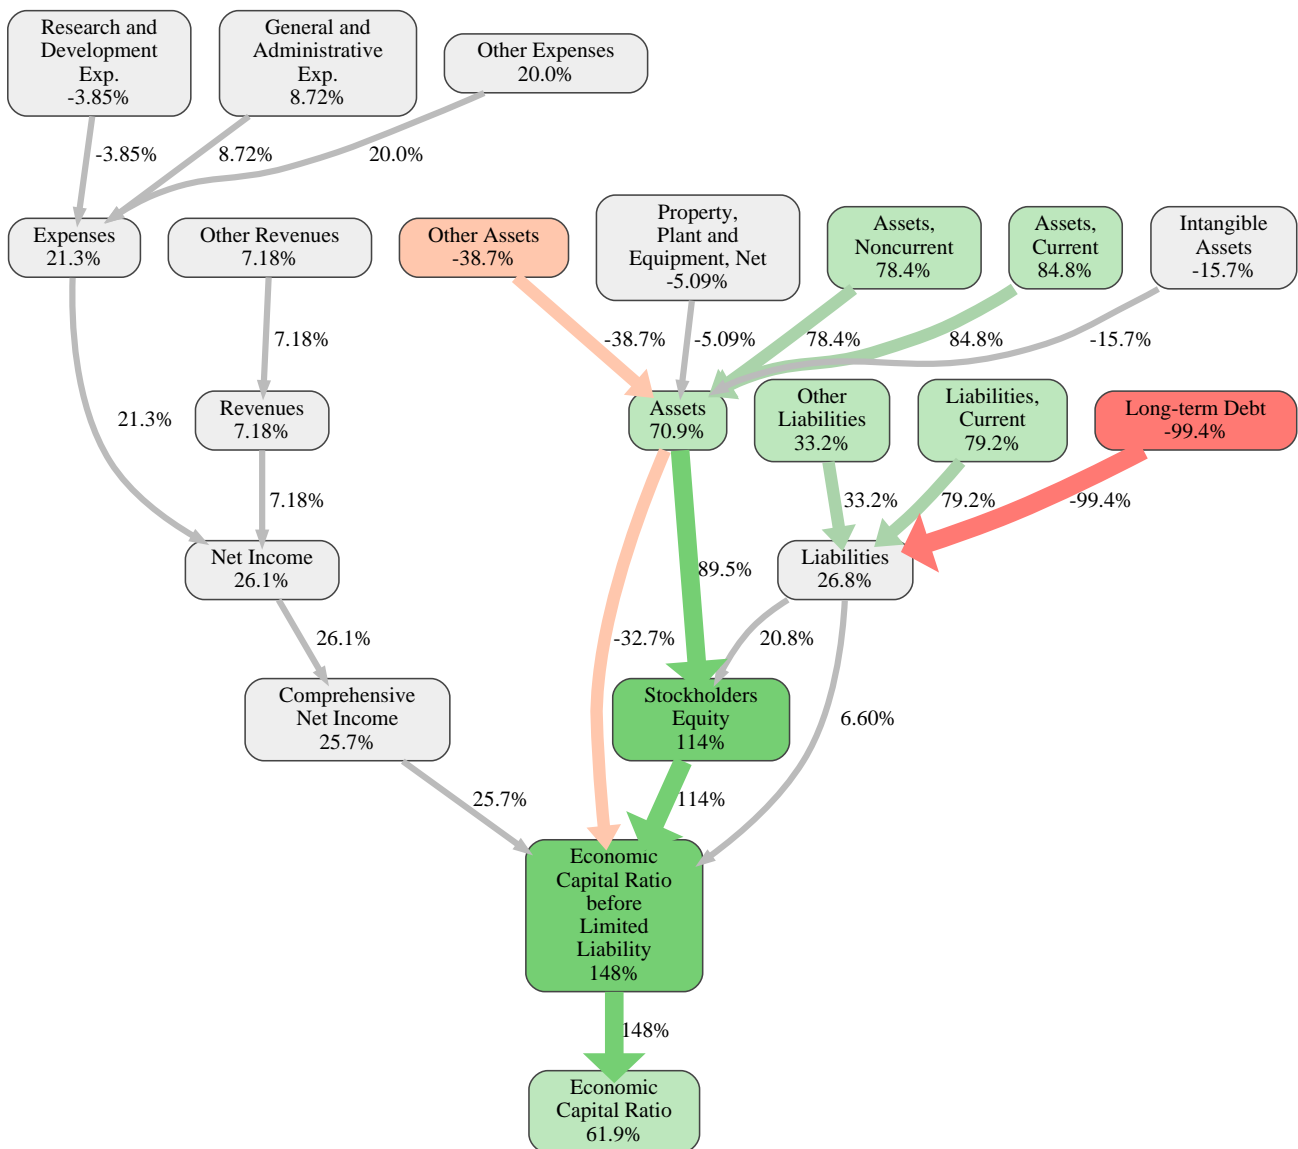 Research and
Development
Exp.
-3.85%
General and
Administrative
Exp.
8.72%
Other Expenses
20.0%
-3.85%
8.72%
20.0%
Expenses
21.3%
Other Revenues
7.18%
Other Assets
-38.7%
Property,
Plant and
Equipment, Net
-5.09%
Assets,
Noncurrent
78.4%
Assets,
Current
84.8%
Intangible
Assets
-15.7%
7.18%
-38.7%
-5.09%
78.4%
84.8%
-15.7%
21.3%
Revenues
7.18%
Assets
70.9%
Other
Liabilities
33.2%
Liabilities,
Current
79.2%
Long-term Debt
-99.4%
7.18%
33.2%
79.2%
-99.4%
Net Income
26.1%
89.5%
Liabilities
26.8%
26.1%
-32.7%
20.8%
Comprehensive
Net Income
25.7%
Stockholders
Equity
114%
6.60%
25.7%
114%
Economic
Capital Ratio
before
Limited
Liability
148%
148%
Economic
Capital Ratio
61.9%